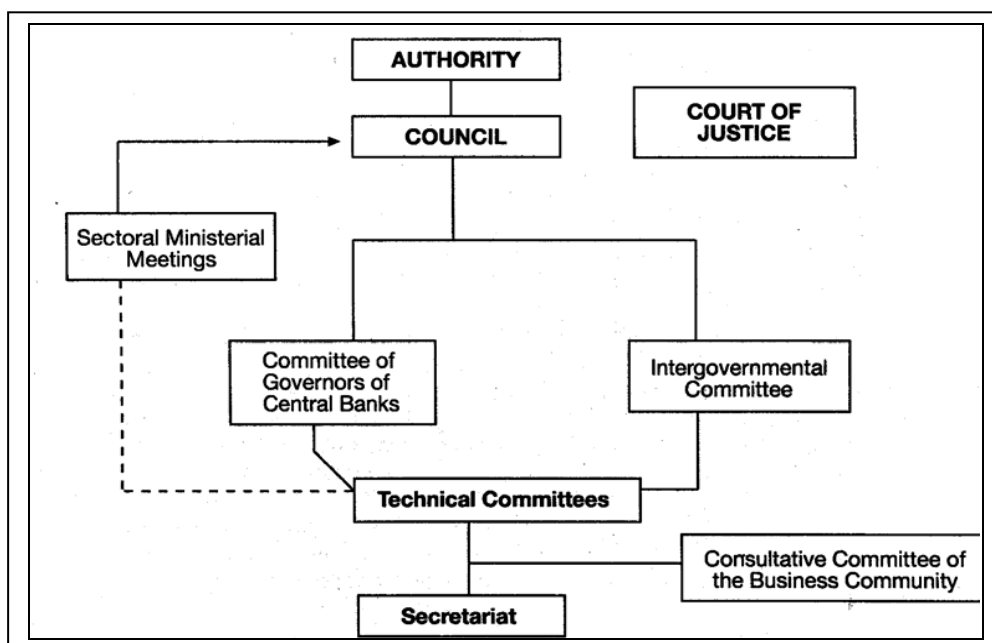 AUTHORITY
COURT OF
JUSTICE
COUNCIL
Sectoral Ministerial
Meetings
Committee of
Governors of
Central Banks
Intergovernmental
Committee
Technical Committees
Consultative Committee of
the Business Community
Secretariat